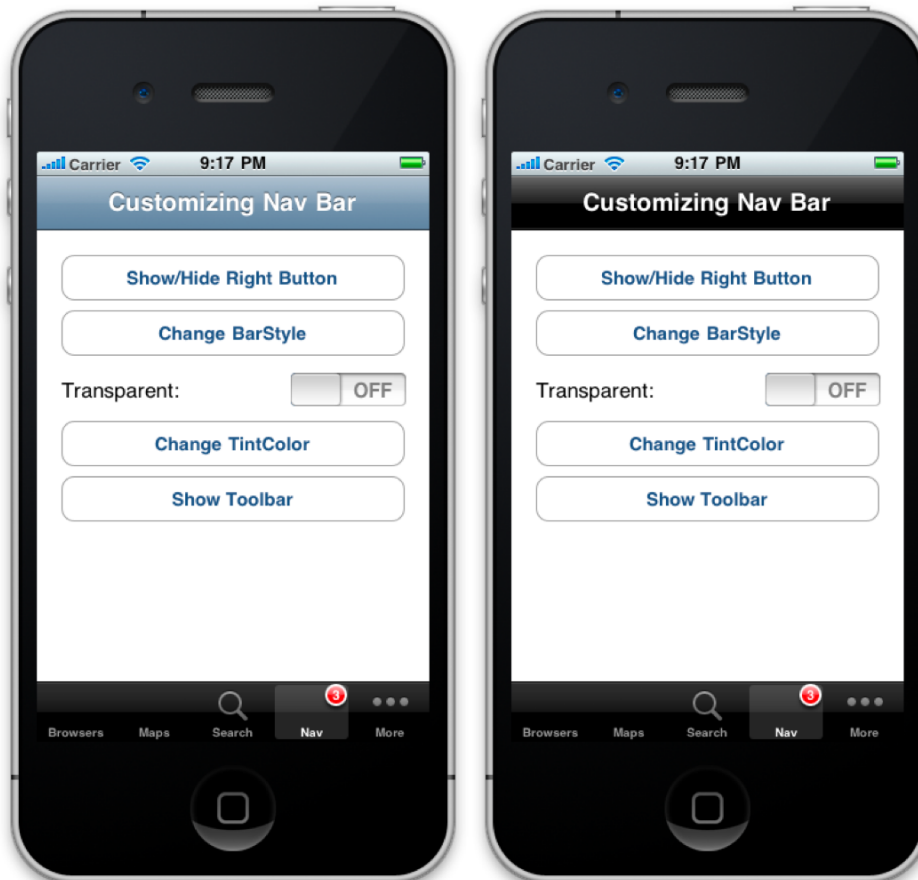 Carrier 9:17 PM
Customizing Nav Bar
Show/Hide Right Button
Change BarStyle
Transparent: OFF
Change TintColor
Show Toolbar
3
Browsers Maps Search Nav More
Carrier 9:17 PM
Customizing Nav Bar
Show/Hide Right Button
Change BarStyle
Transparent: OFF
Change TintColor
Show Toolbar
3
Browsers Maps Search Nav More